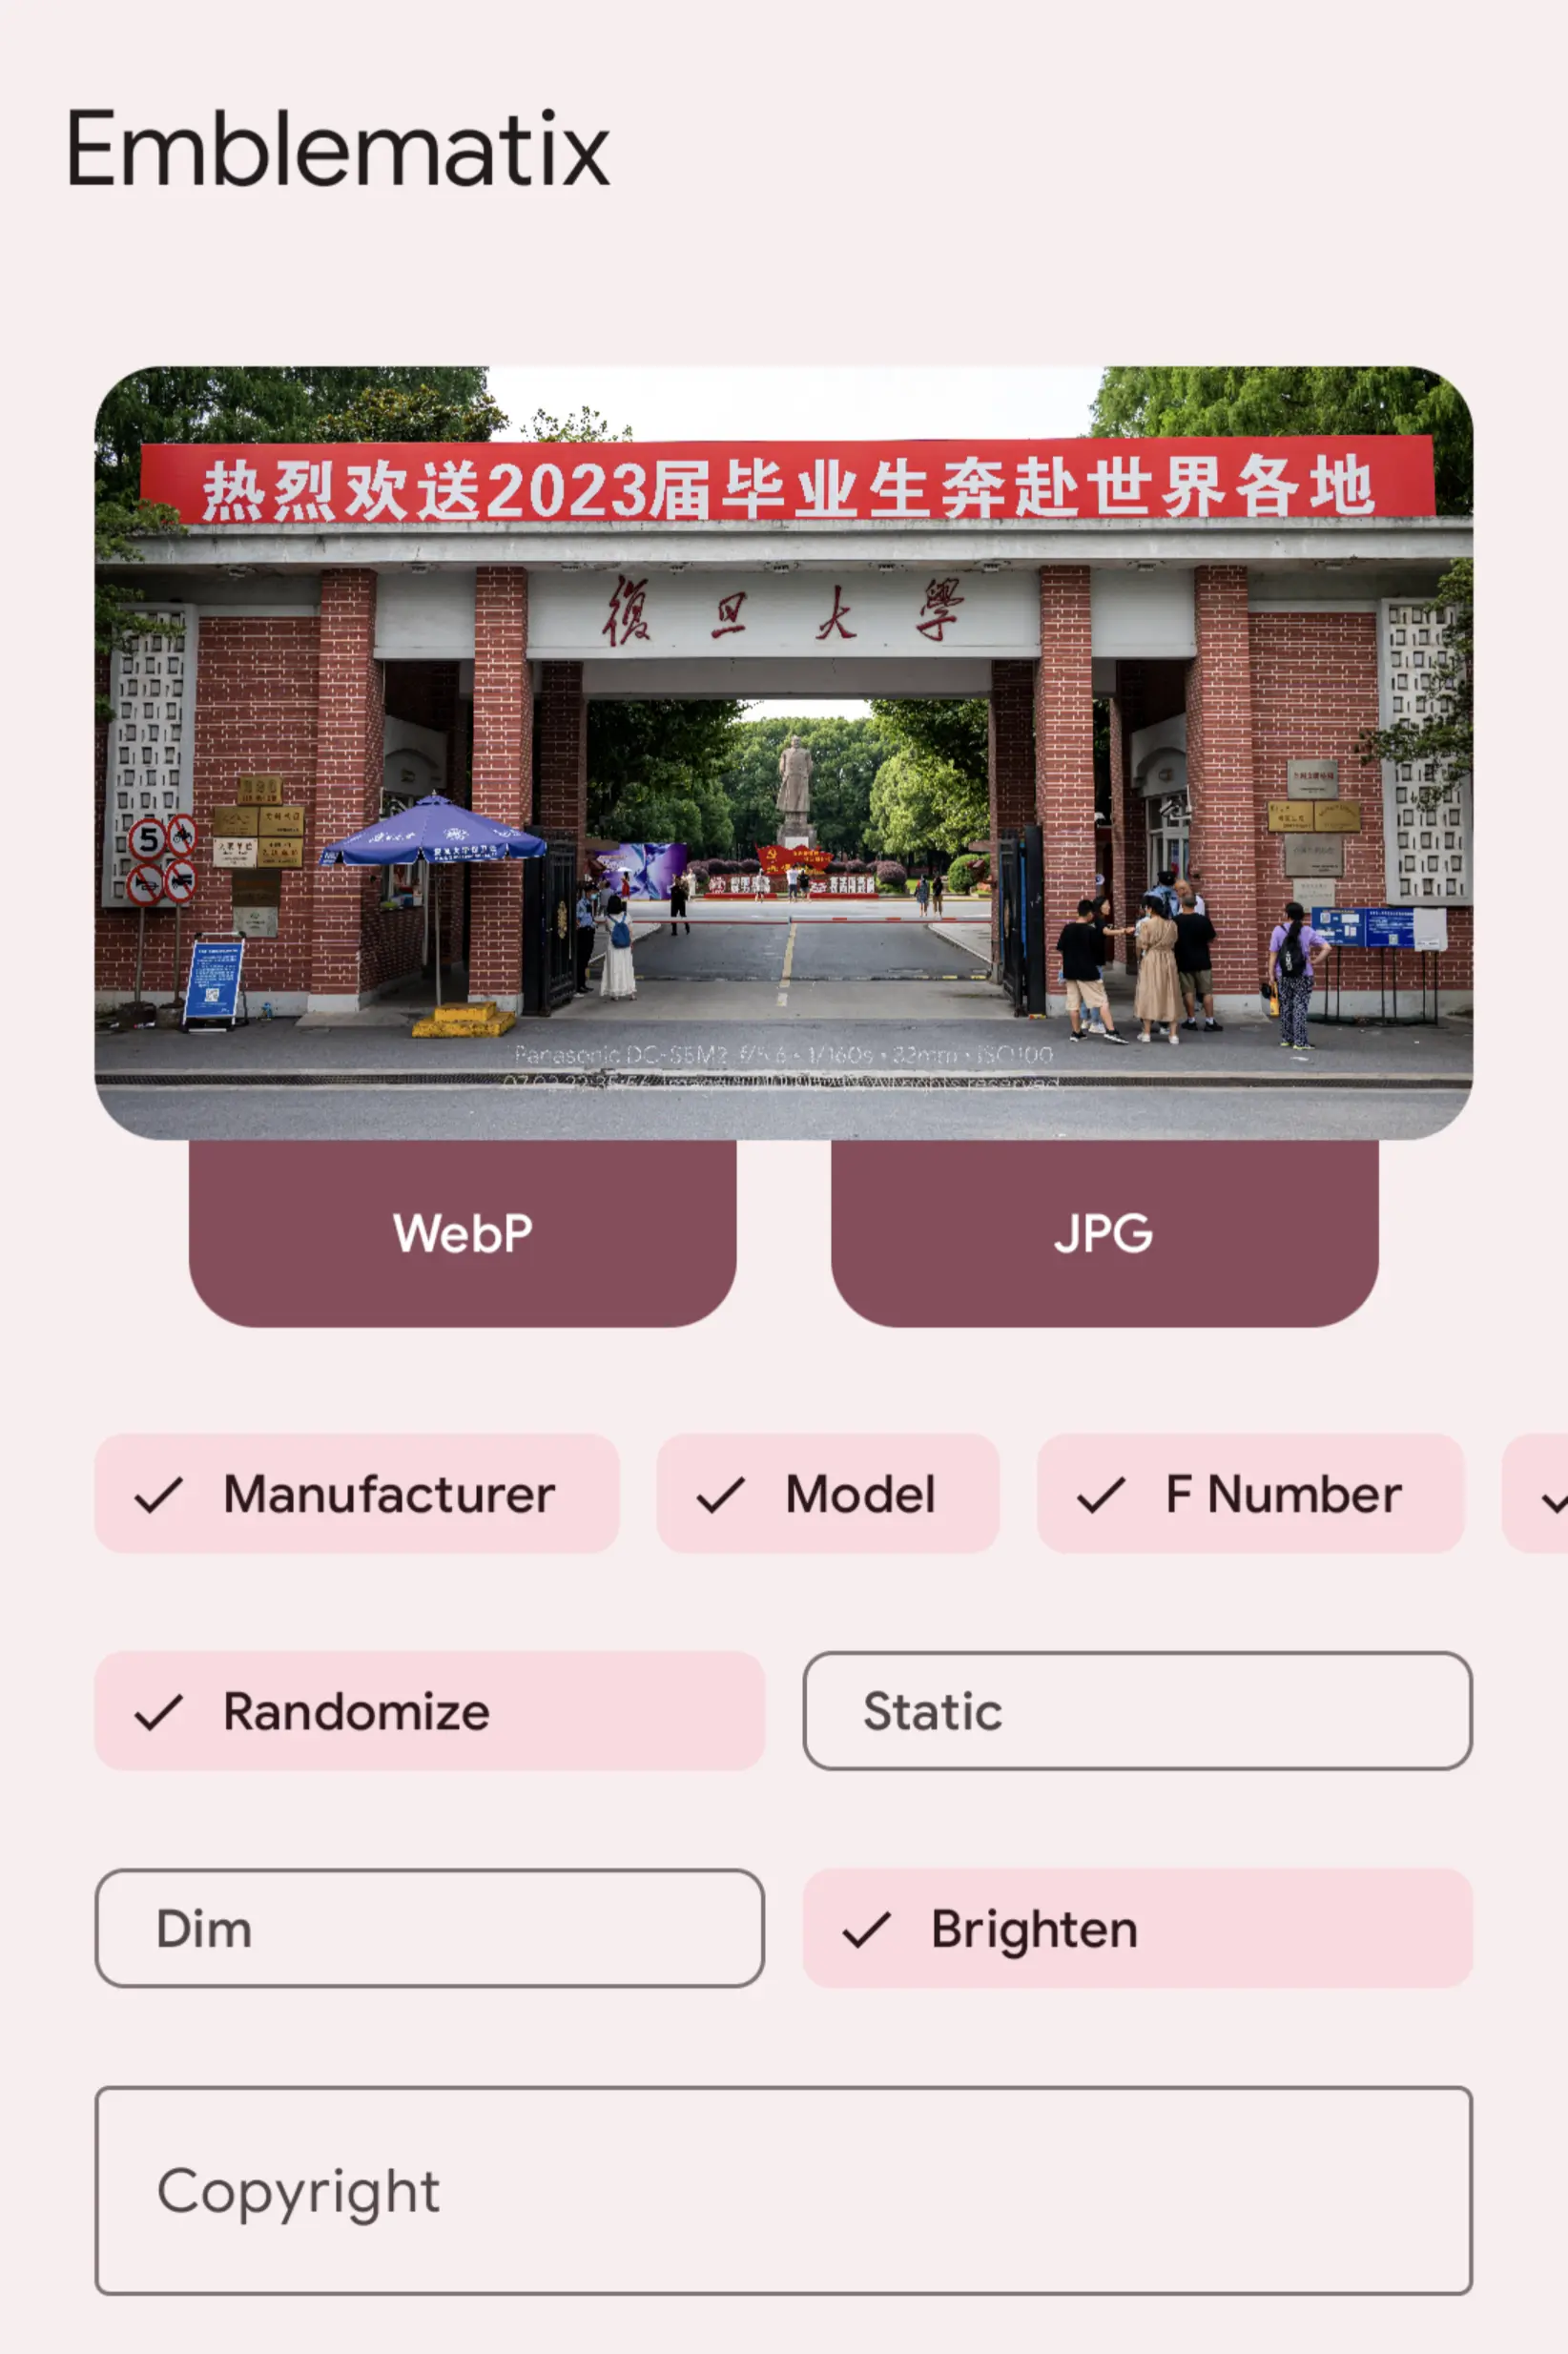 Emblematix
热烈欢送2023届毕业生奔赴世界各地
復旦大學
5
Panasonic DC-S5M2 f/5.6 • 1/160s • 32mm • ISO100
reserved
WebP
JPG
Manufacturer
Model
F Number
Randomize
Static
Dim
Brighten
Copyright